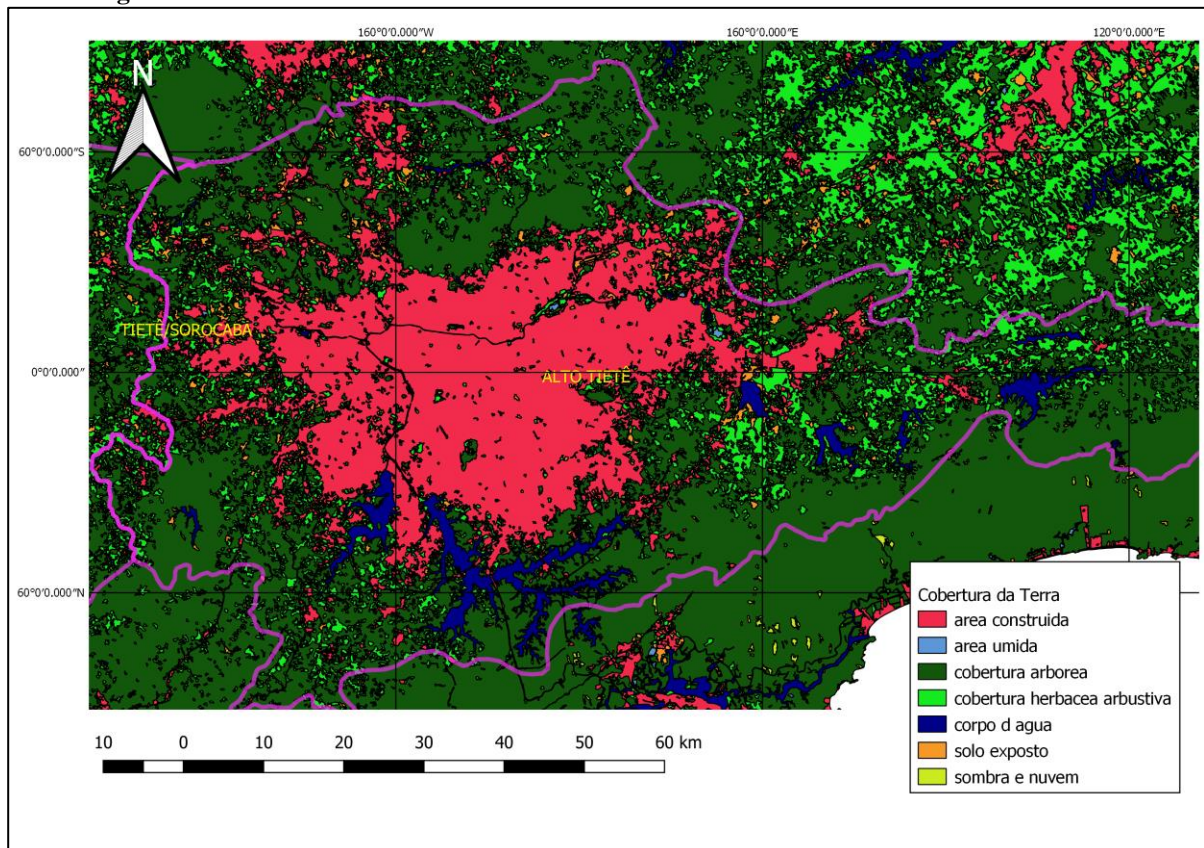 160°0′0.000″W
160°0′0.000″E
120°0′0.000″E
N
60°0′0.000″S
TIETÊ/SOROCABA
0°0′0.000″
ALTO TIETÊ
60°0′0.000″N
Cobertura da Terra
area construida
area umida
cobertura arborea
cobertura herbacea arbustiva
corpo d agua
solo exposto
sombra e nuvem
10 0 10 20 30 40 50 60 km